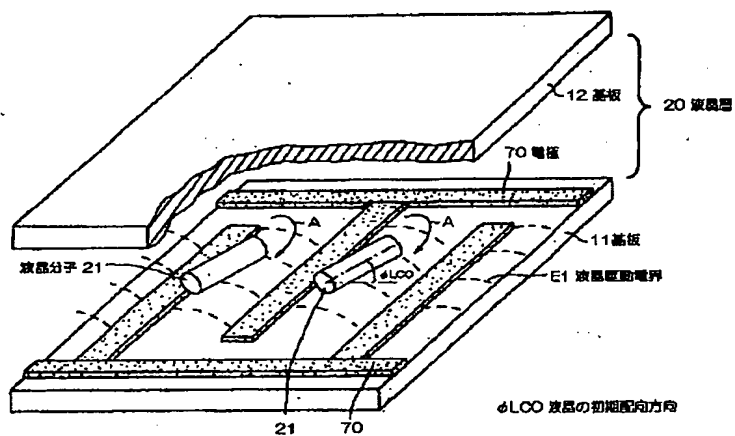 12 基板
20 液晶層
70 電極
A
A
11 基板
液晶分子 21
φLCO
E1 液晶駆動電界
21
70
φLCO 液晶の初期配向方向